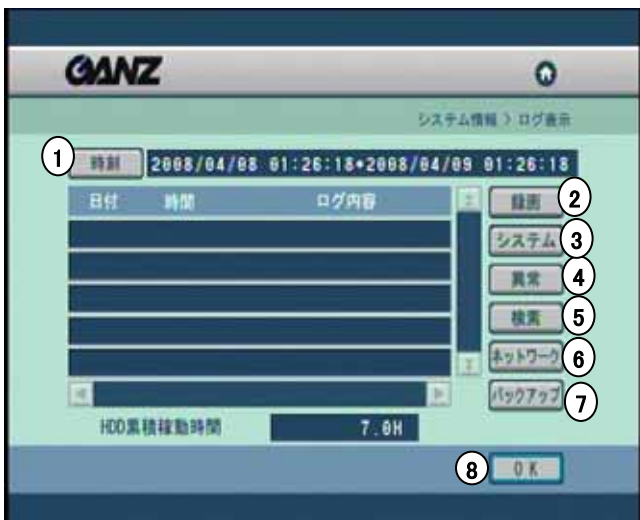 GANZ
システム情報 > ログ表示
① 時刻 2008/04/08 01:26:18•2008/04/09 01:26:18
日付 時間 ログ内容
録画 ②
システム ③
異常 ④
検索 ⑤
ネットワーク ⑥
バックアップ ⑦
HDD累積稼動時間 7.0H
⑧ OK